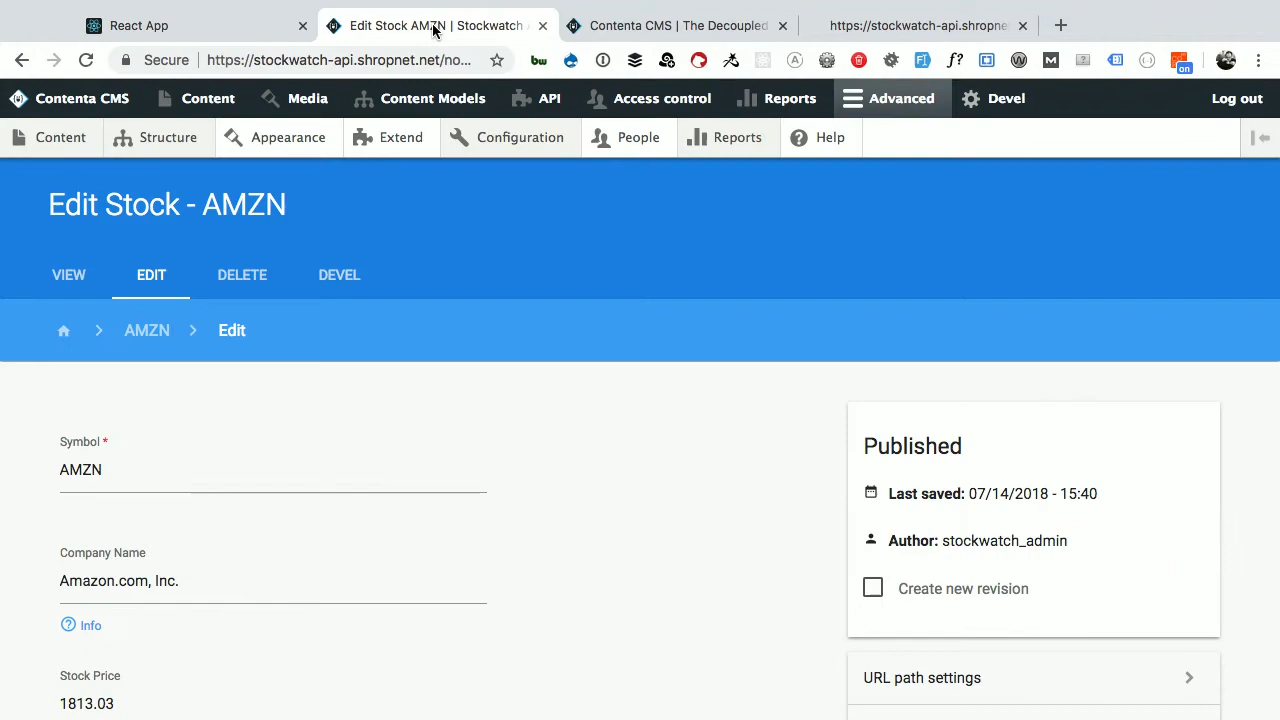 React App
Edit Stock AMZN | Stockwatch
Contenta CMS | The Decoupled
https://stockwatch-api.shropne
Secure
https://stockwatch-api.shropnet.net/no...
bw
f?
on
Contenta CMS
Content
Media
Content Models
API
Access control
Reports
Advanced
Devel
Log out
Content
Structure
Appearance
Extend
Configuration
People
Reports
Help
Edit Stock - AMZN
VIEW
EDIT
DELETE
DEVEL
AMZN
Edit
Symbol *
AMZN
Company Name
Amazon.com, Inc.
Info
Stock Price
1813.03
Published
Last saved: 07/14/2018 - 15:40
Author: stockwatch_admin
Create new revision
URL path settings